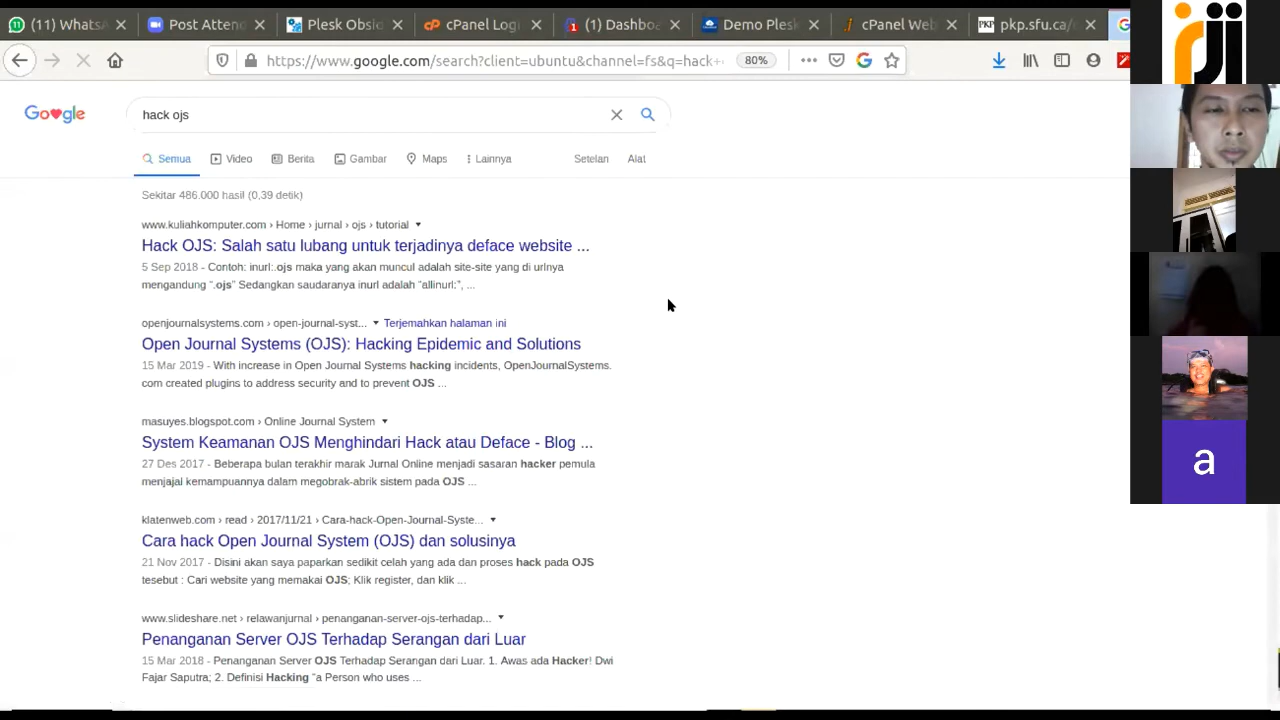 (11) WhatsA
Post Atten
Plesk Obsi
cPanel Log
(1) Dashbo
Demo Plesk
cPanel Web
pkp.sfu.ca/
https://www.google.com/search?client=ubuntu&channel=fs&q=hack
80%
rji
Google
hack ojs
Semua
Video
Berita
Gambar
Maps
Lainnya
Setelan
Alat
Sekitar 486.000 hasil (0,39 detik)
www.kuliahkomputer.com › Home › jurnal › ojs › tutorial
Hack OJS: Salah satu lubang untuk terjadinya deface website ...
5 Sep 2018 - Contoh: inurl:.ojs maka yang akan muncul adalah site-site yang di urlnya
mengandung “.ojs” Sedangkan saudaranya inurl adalah “allinurl:”, ...
openjournalsystems.com › open-journal-syst... Terjemahkan halaman ini
Open Journal Systems (OJS): Hacking Epidemic and Solutions
15 Mar 2019 - With increase in Open Journal Systems hacking incidents, OpenJournalSystems.
com created plugins to address security and to prevent OJS ...
masuyes.blogspot.com › Online Journal System
System Keamanan OJS Menghindari Hack atau Deface - Blog ...
27 Des 2017 - Beberapa bulan terakhir marak Jurnal Online menjadi sasaran hacker pemula
menjajai kemampuannya dalam megobrak-abrik sistem pada OJS ...
klatenweb.com › read › 2017/11/21 › Cara-hack-Open-Journal-Syste...
Cara hack Open Journal System (OJS) dan solusinya
21 Nov 2017 - Disini akan saya paparkan sedikit celah yang ada dan proses hack pada OJS
tesebut : Cari website yang memakai OJS; Klik register, dan klik ...
www.slideshare.net › relawanjurnal › penanganan-server-ojs-terhadap...
Penanganan Server OJS Terhadap Serangan dari Luar
15 Mar 2018 - Penanganan Server OJS Terhadap Serangan dari Luar. 1. Awas ada Hacker! Dwi
Fajar Saputra; 2. Definisi Hacking “a Person who uses ...
a